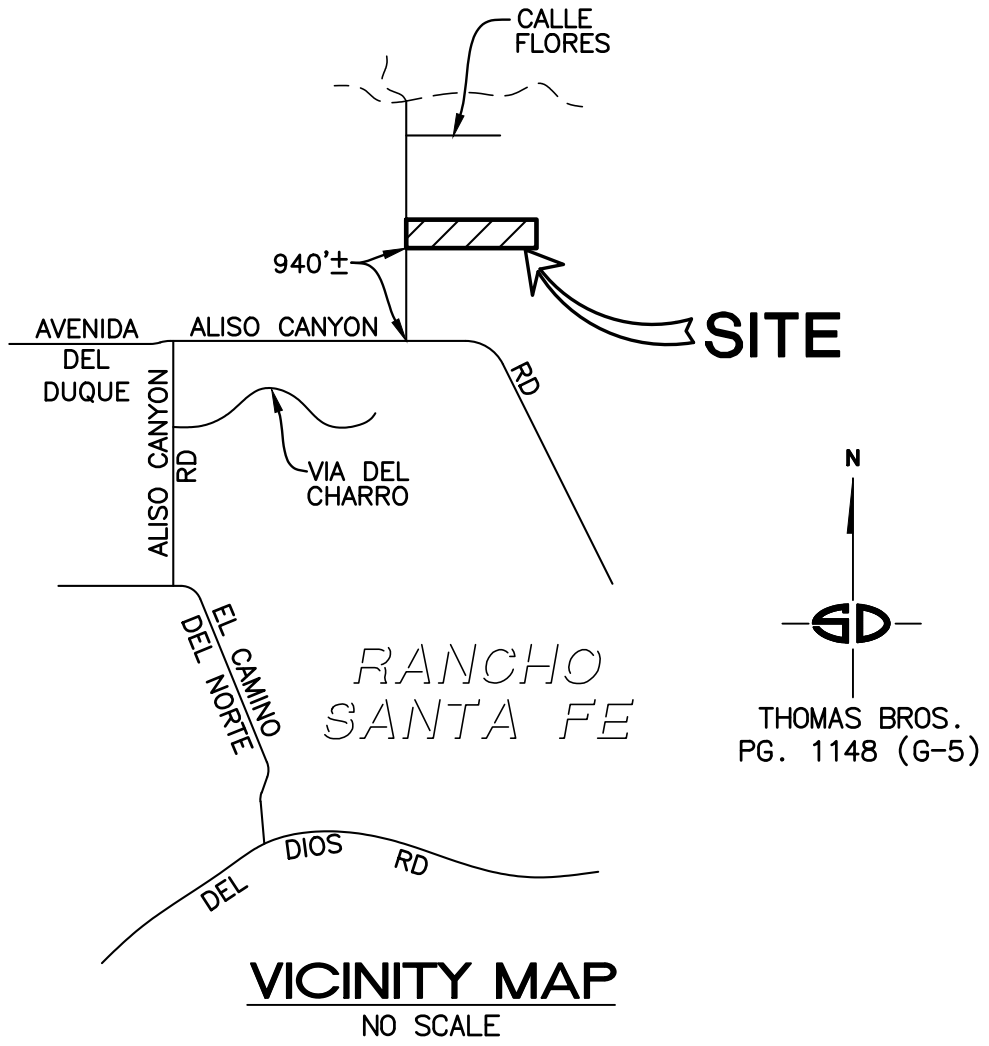 CALLE
FLORES
940'±
SITE
AVENIDA
DEL
DUQUE
ALISO CANYON
RD
ALISO CANYON
RD
VIA DEL
CHARRO
N
SD
THOMAS BROS.
PG. 1148 (G-5)
EL CAMINO
DEL NORTE
RANCHO
SANTA FE
DEL DIOS RD
VICINITY MAP
NO SCALE